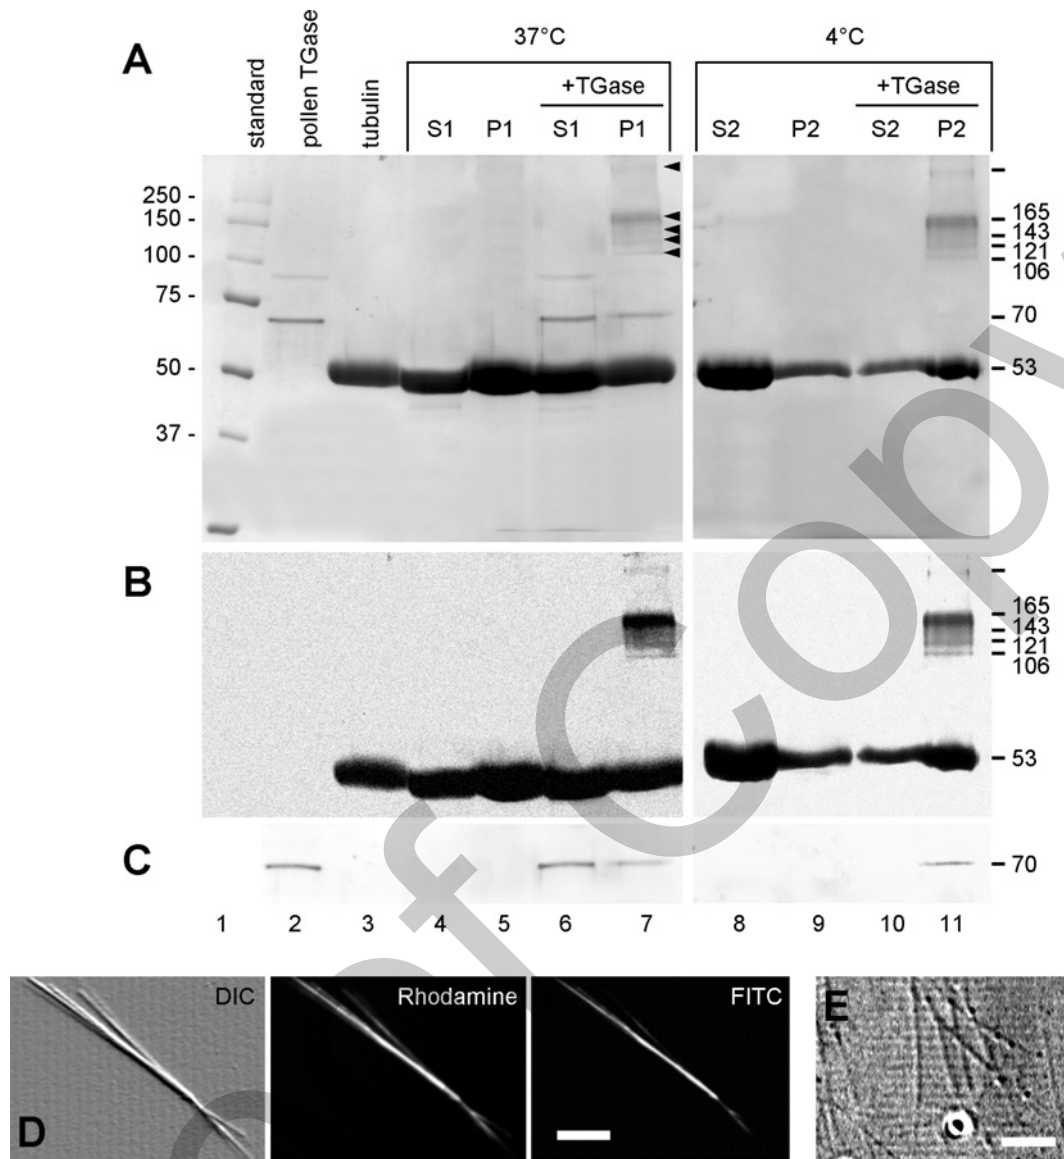 A
37°C
4°C
standard
pollen TGase
tubulin
+TGase
+TGase
S1 P1 S1 P1
S2 P2 S2 P2
250 -
150 -
100 -
75 -
50 -
37 -
165
143
121
106
70
53
B
165
143
121
106
53
C
70
1 2 3 4 5 6 7 8 9 10 11
DIC
Rhodamine
FITC
D
E
of Copy